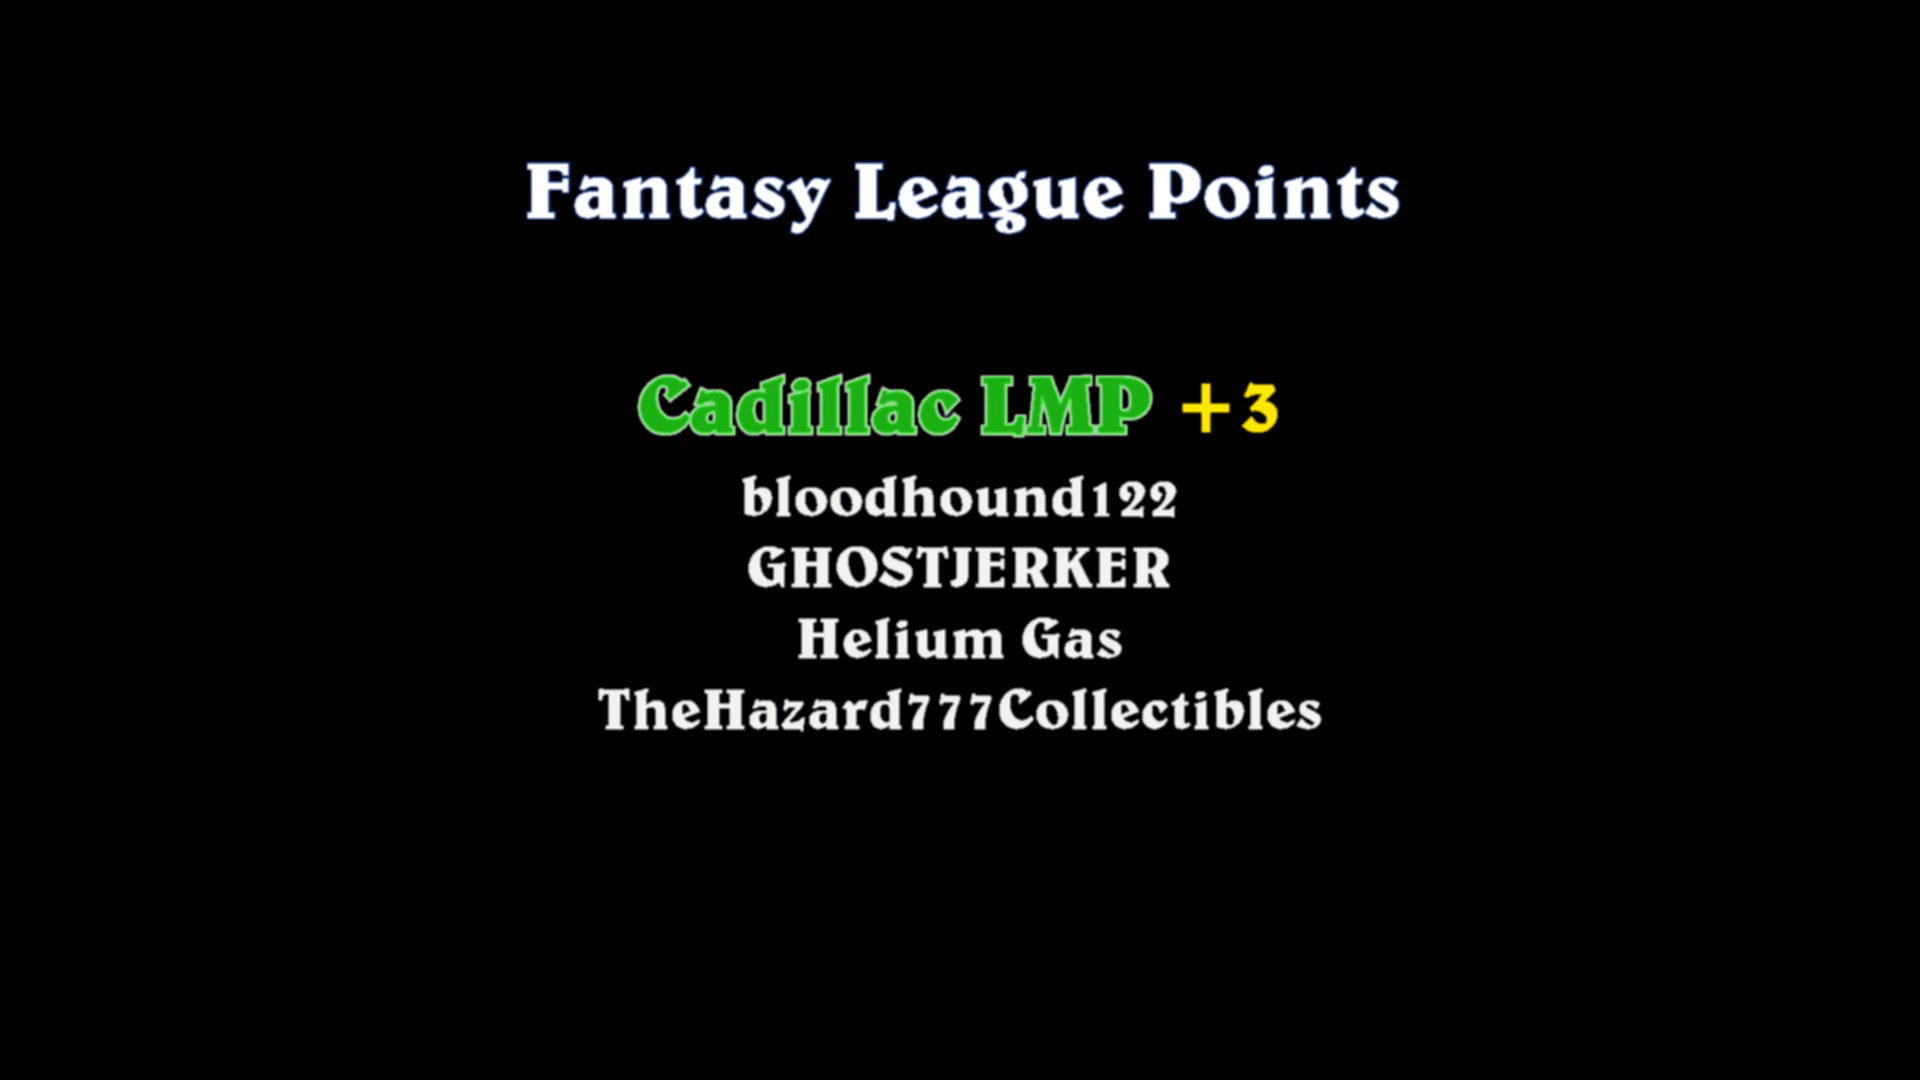 Fantasy League Points
Cadillac LMP +3
bloodhound122
GHOSTJERKER
Helium Gas
TheHazard777Collectibles